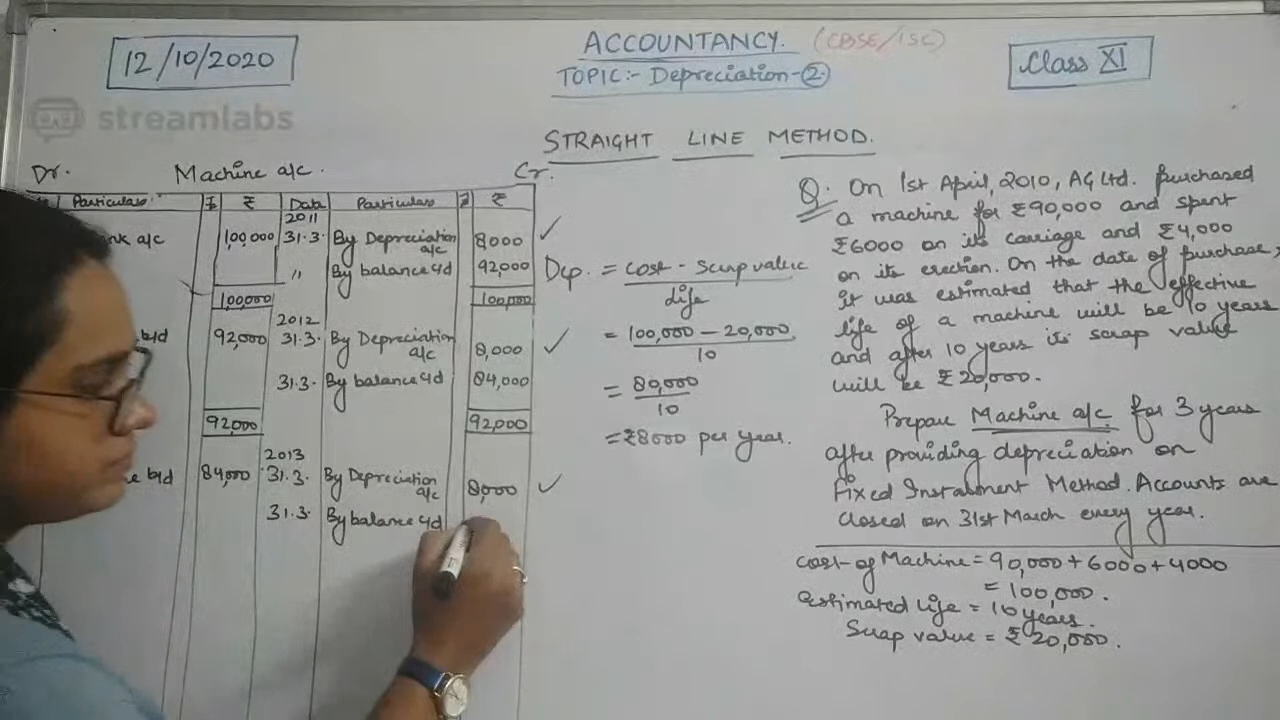 12/10/2020
ACCOUNTANCY. (CBSE/ISC)
TOPIC:- Depreciation-②
Class XI
streamlabs
STRAIGHT LINE METHOD.
Dr. Machine a/c. Cr.
Particulars ₹ Date Particulars ₹
2011
a/c 100,000 31.3. By Depreciation 8000
a/c
" By balance c/d 92,000
100,000 100,000
2012
b/d 92,000 31.3. By Depreciation
a/c 8,000
31.3. By balance c/d 84,000
92,000 92,000
2013
b/d 84,000 31.3. By Depreciation
a/c 8,000
31.3. By balance c/d
Dep. = Cost - Scrap value
Life
= 100,000 - 20,000
10
= 80,000
10
= ₹8000 per year.
Q. On 1st April, 2010, AG Ltd. purchased
a machine for ₹90,000 and spent
₹6000 on its carriage and ₹4,000
on its erection. On the date of purchase,
it was estimated that the effective
life of a machine will be 10 years
and after 10 years its scrap value
will be ₹20,000.
Prepare Machine a/c for 3 years
after providing depreciation on
Fixed Instalment Method. Accounts are
closed on 31st March every year.
Cost of Machine = 90,000 + 6000 + 4000
= 100,000.
Estimated life = 10 years.
Scrap value = ₹20,000.